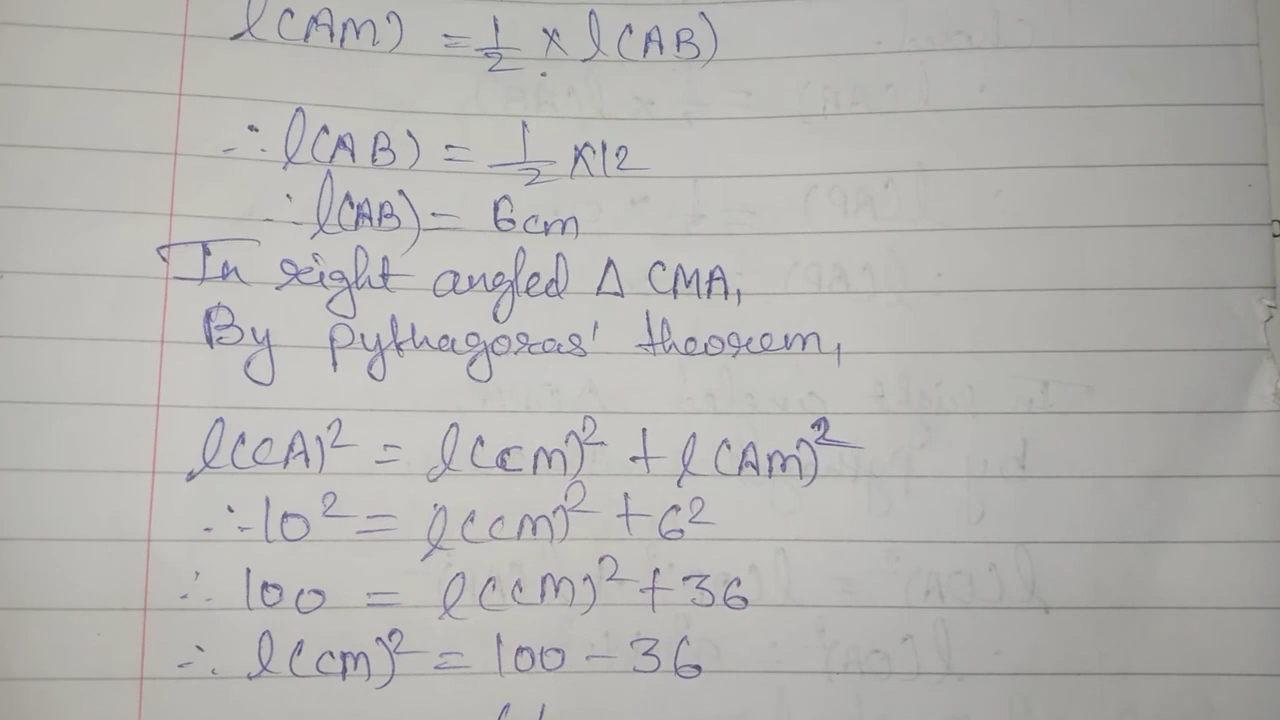 l(AM) = 1/2 × l(AB)
∴ l(AB) = 1/2 × 12
∴ l(AB) = 6cm
In right angled Δ CMA,
By pythagoras' theorem,
l(CA)² = l(CM)² + l(AM)²
∴ 10² = l(CM)² + 6²
∴ 100 = l(CM)² + 36
∴ l(CM)² = 100 - 36